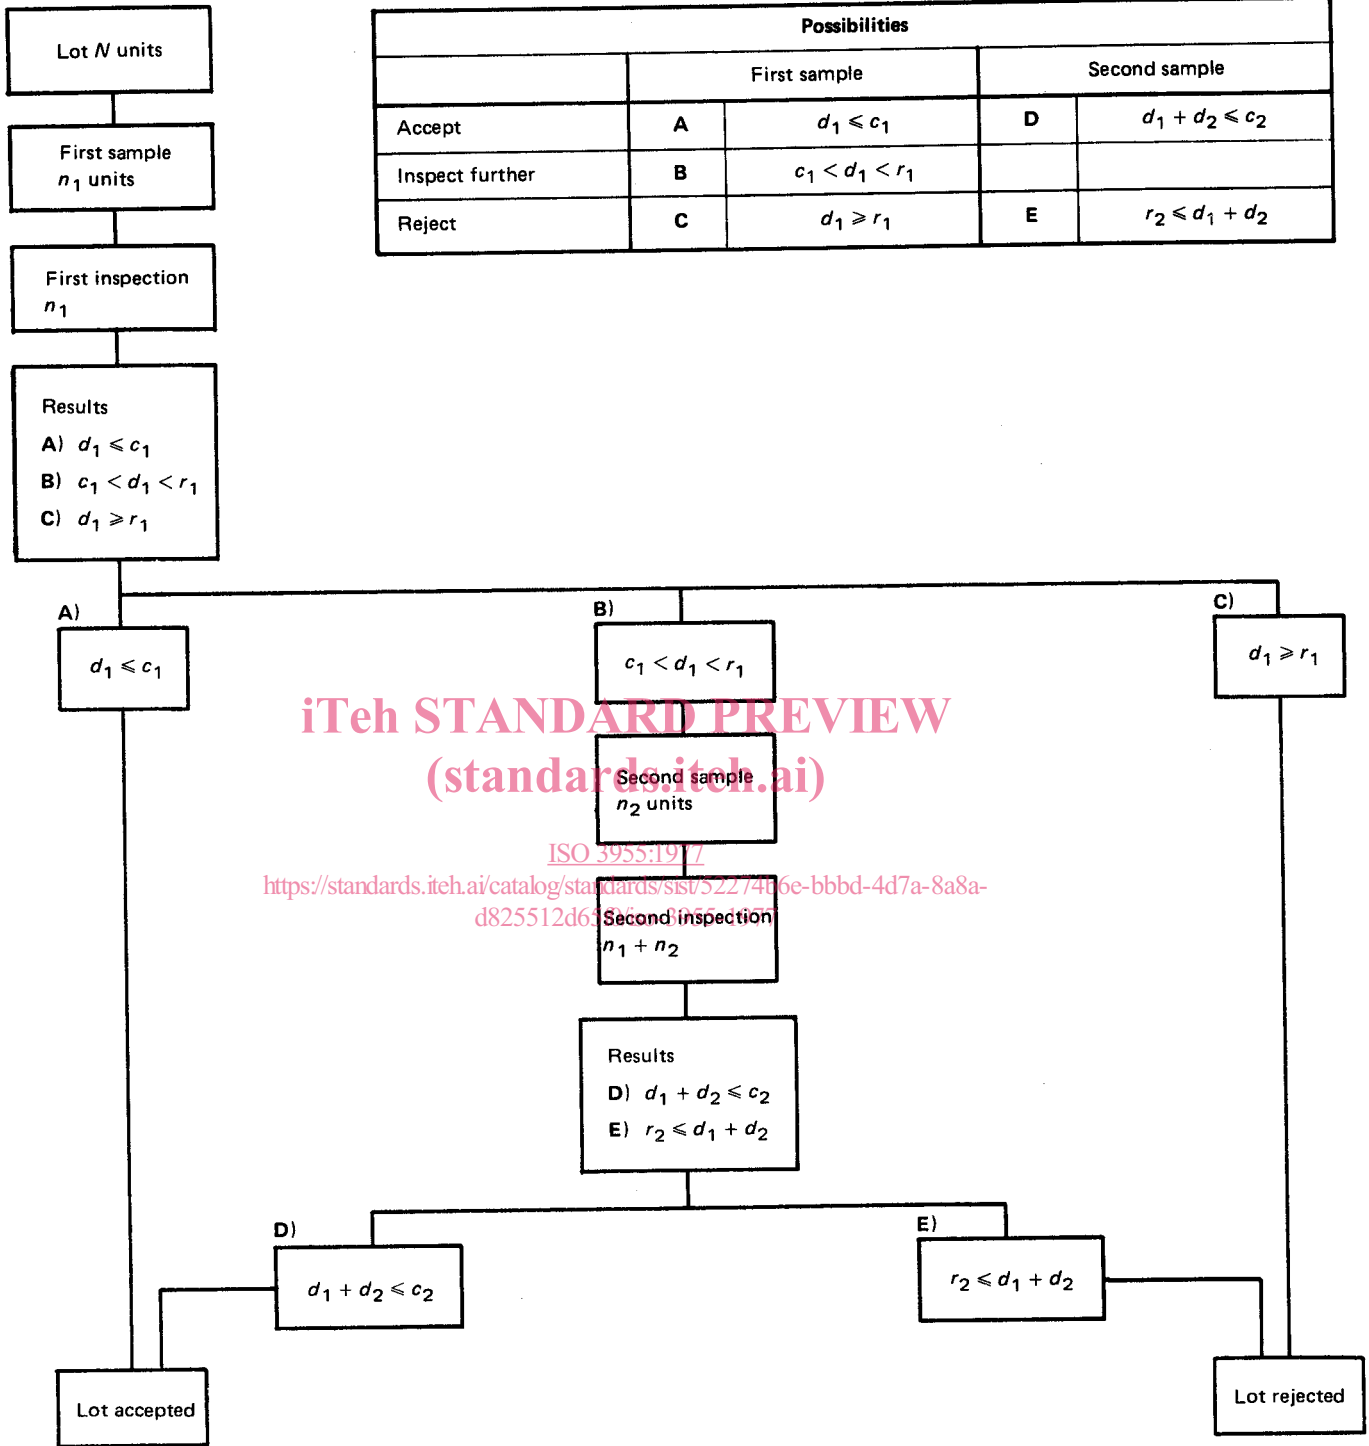 Lot N units
First sample
n1 units
First inspection
n1
Results
A) d1 ⩽ c1
B) c1 < d1 < r1
C) d1 ⩾ r1
Possibilities
First sample Second sample
Accept A d1 ⩽ c1 D d1 + d2 ⩽ c2
Inspect further B c1 < d1 < r1
Reject C d1 ⩾ r1 E r2 ⩽ d1 + d2
A)
d1 ⩽ c1
B)
c1 < d1 < r1
C)
d1 ⩾ r1
iTeh STANDARD PREVIEW
(standards.iteh.ai)
Second sample
n2 units
ISO 3955:1977
https://standards.iteh.ai/catalog/standards/sist/52274b6e-bbbd-4d7a-8a8a-
Second inspection
n1 + n2
Results
D) d1 + d2 ⩽ c2
E) r2 ⩽ d1 + d2
D)
d1 + d2 ⩽ c2
E)
r2 ⩽ d1 + d2
Lot accepted
Lot rejected